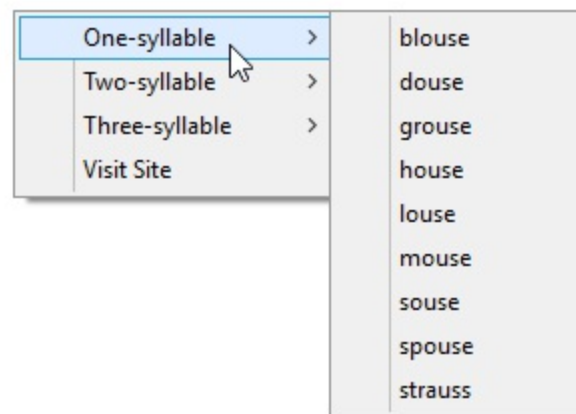 One-syllable
Two-syllable
Three-syllable
Visit Site
blouse
douse
grouse
house
louse
mouse
souse
spouse
strauss